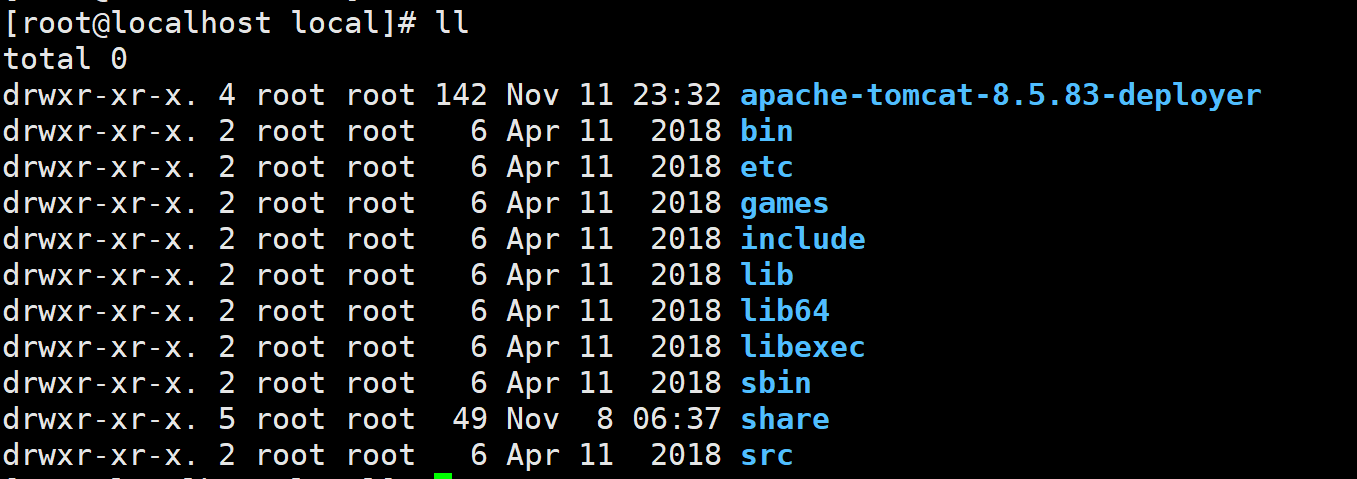 [root@localhost local]# ll
total 0
drwxr-xr-x. 4 root root 142 Nov 11 23:32 apache-tomcat-8.5.83-deployer
drwxr-xr-x. 2 root root   6 Apr 11  2018 bin
drwxr-xr-x. 2 root root   6 Apr 11  2018 etc
drwxr-xr-x. 2 root root   6 Apr 11  2018 games
drwxr-xr-x. 2 root root   6 Apr 11  2018 include
drwxr-xr-x. 2 root root   6 Apr 11  2018 lib
drwxr-xr-x. 2 root root   6 Apr 11  2018 lib64
drwxr-xr-x. 2 root root   6 Apr 11  2018 libexec
drwxr-xr-x. 2 root root   6 Apr 11  2018 sbin
drwxr-xr-x. 5 root root  49 Nov  8 06:37 share
drwxr-xr-x. 2 root root   6 Apr 11  2018 src